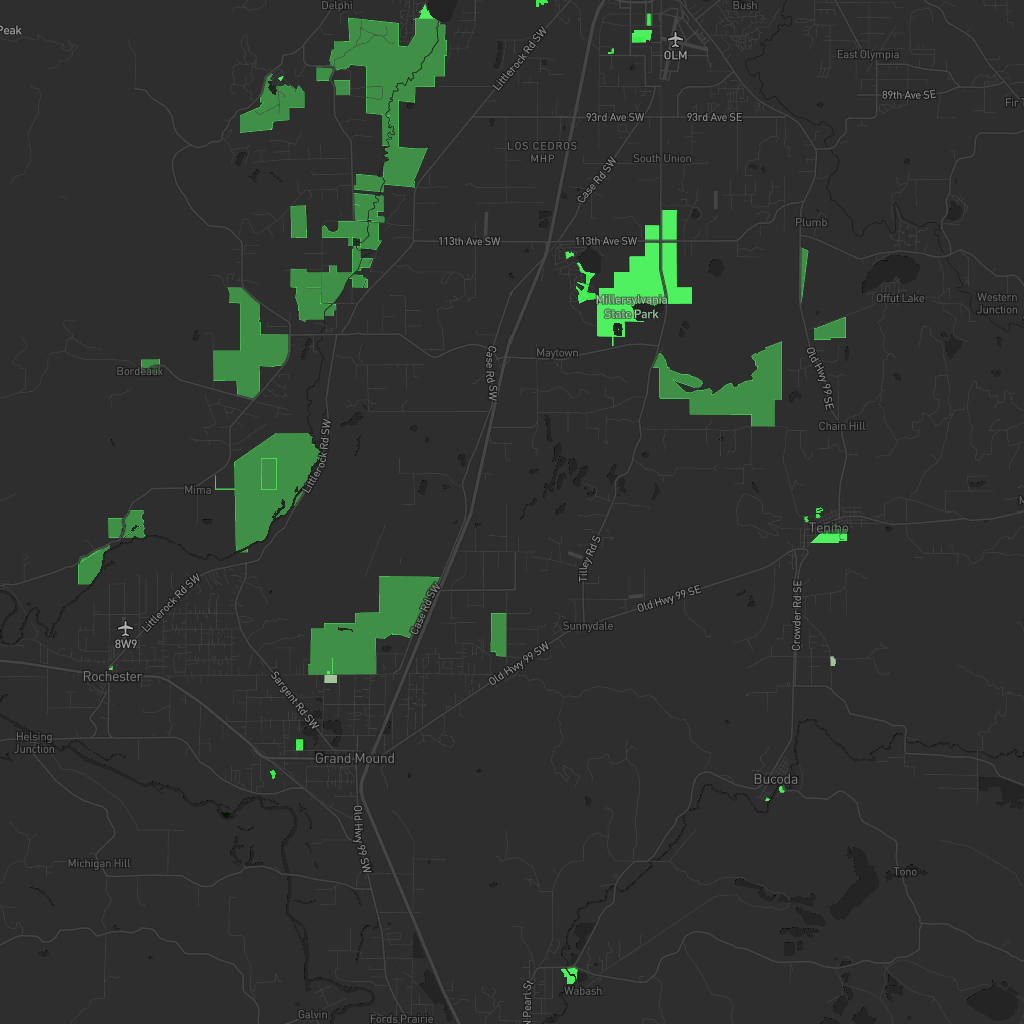 Delphi
Bush
Peak
Littlerock Rd SW
OLM
East Olympia
89th Ave SE
Fir T
93rd Ave SW
93rd Ave SE
LOS CEDROS
MHP
South Union
Case Rd SW
Plumb
113th Ave SW
113th Ave SW
Millersylvania
State Park
Offut Lake
Western
Junction
Maytown
Bordeaux
Case Rd SW
Old Hwy 99 SE
Chain Hill
Littlerock Rd SW
Mima
Tenino
Tilley Rd S
Littlerock Rd SW
Case Rd SW
Old Hwy 99 SE
Crowder Rd SE
Sunnydale
8W9
Old Hwy 99 SW
Rochester
Sargent Rd SW
Helsing
Junction
Grand Mound
Bucoda
Old Hwy 99 SW
Michigan Hill
Tono
N Pearl St
Wabash
Galvin
Fords Prairie